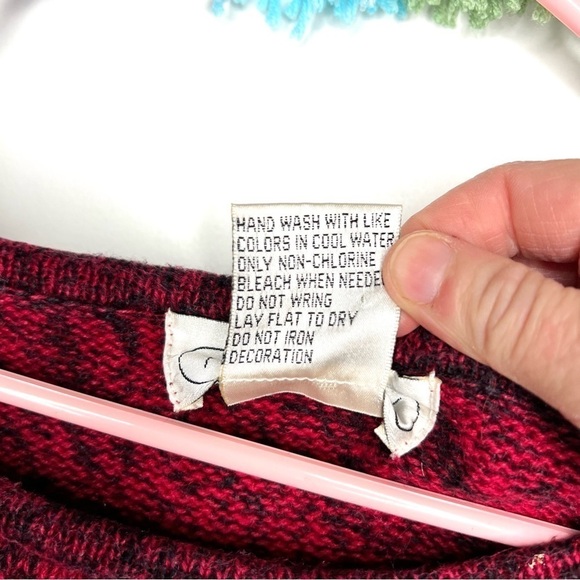 HAND WASH WITH LIKE
COLORS IN COOL WATER
ONLY NON-CHLORINE
BLEACH WHEN NEEDED
DO NOT WRING
LAY FLAT TO DRY
DO NOT IRON
DECORATION